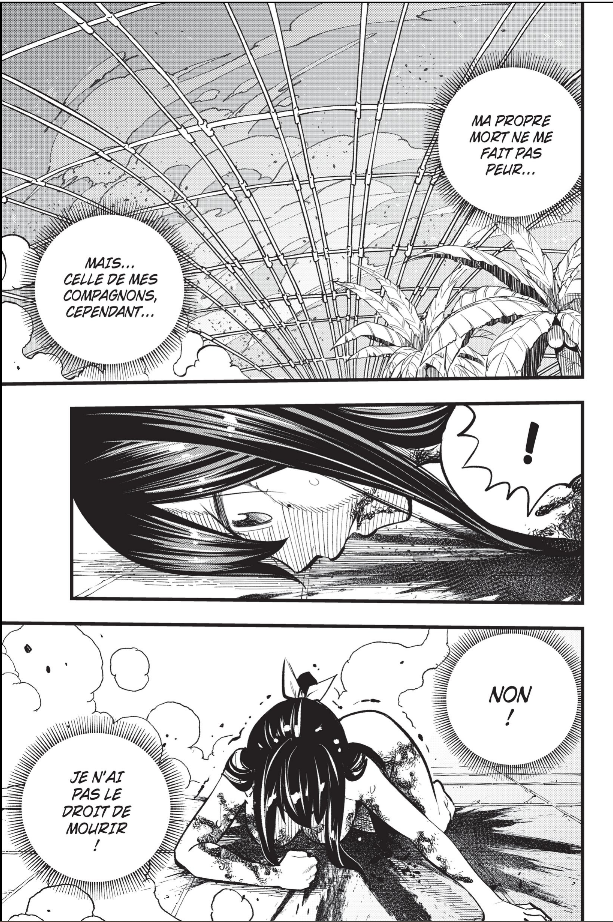 MA PROPRE
MORT NE ME
FAIT PAS
PEUR...
MAIS...
CELLE DE MES
COMPAGNONS,
CEPENDANT...
!
NON
!
JE N'AI
PAS LE
DROIT DE
MOURIR
!